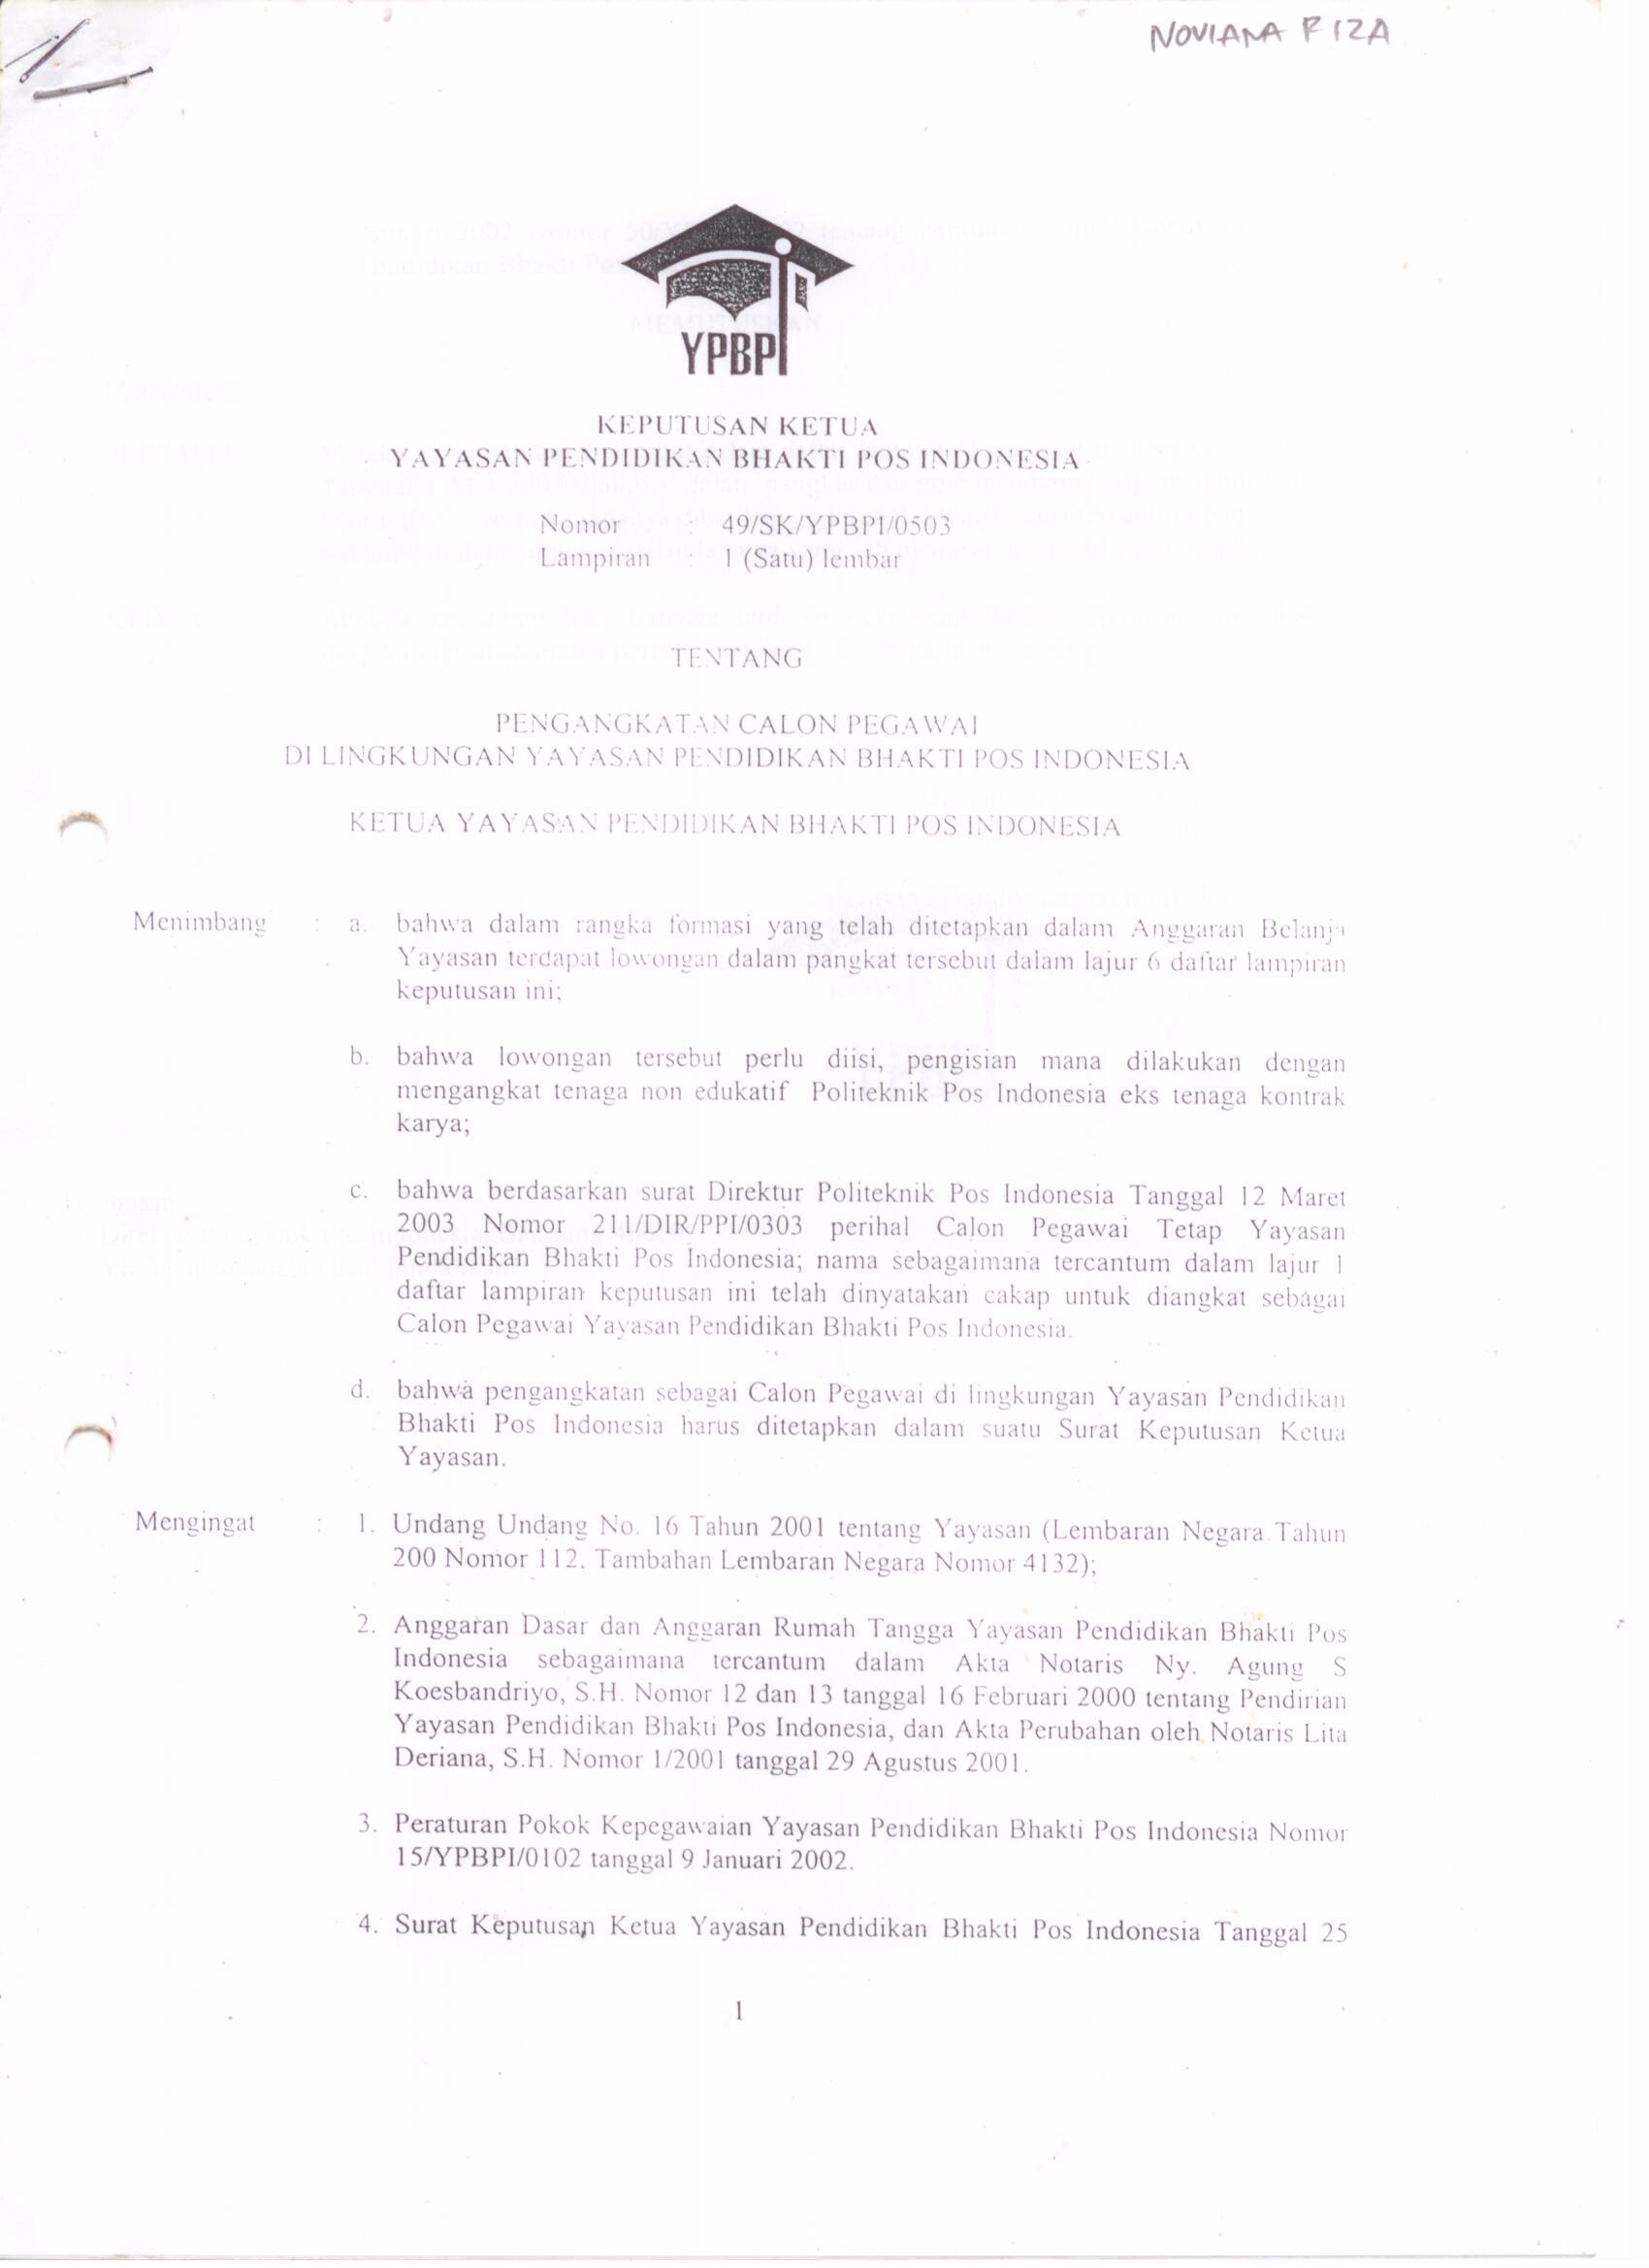 NOVIANA RIZA
YPBPI
KEPUTUSAN KETUA
YAYASAN PENDIDIKAN BHAKTI POS INDONESIA
Nomor : 49/SK/YPBPI/0503
Lampiran : 1 (Satu) lembar
TENTANG
PENGANGKATAN CALON PEGAWAI
DI LINGKUNGAN YAYASAN PENDIDIKAN BHAKTI POS INDONESIA
KETUA YAYASAN PENDIDIKAN BHAKTI POS INDONESIA
Menimbang : a. bahwa dalam rangka formasi yang telah ditetapkan dalam Anggaran Belanja
Yayasan terdapat lowongan dalam pangkat tersebut dalam lajur 6 daftar lampiran
keputusan ini;
b. bahwa lowongan tersebut perlu diisi, pengisian mana dilakukan dengan
mengangkat tenaga non edukatif Politeknik Pos Indonesia eks tenaga kontrak
karya;
c. bahwa berdasarkan surat Direktur Politeknik Pos Indonesia Tanggal 12 Maret
2003 Nomor 211/DIR/PPI/0303 perihal Calon Pegawai Tetap Yayasan
Pendidikan Bhakti Pos Indonesia; nama sebagaimana tercantum dalam lajur 1
daftar lampiran keputusan ini telah dinyatakan cakap untuk diangkat sebagai
Calon Pegawai Yayasan Pendidikan Bhakti Pos Indonesia.
d. bahwa pengangkatan sebagai Calon Pegawai di lingkungan Yayasan Pendidikan
Bhakti Pos Indonesia harus ditetapkan dalam suatu Surat Keputusan Ketua
Yayasan.
Mengingat : 1. Undang Undang No. 16 Tahun 2001 tentang Yayasan (Lembaran Negara Tahun
200 Nomor 112. Tambahan Lembaran Negara Nomor 4132);
2. Anggaran Dasar dan Anggaran Rumah Tangga Yayasan Pendidikan Bhakti Pos
Indonesia sebagaimana tercantum dalam Akta Notaris Ny. Agung S
Koesbandriyo, S.H. Nomor 12 dan 13 tanggal 16 Februari 2000 tentang Pendirian
Yayasan Pendidikan Bhakti Pos Indonesia, dan Akta Perubahan oleh Notaris Lita
Deriana, S.H. Nomor 1/2001 tanggal 29 Agustus 2001.
3. Peraturan Pokok Kepegawaian Yayasan Pendidikan Bhakti Pos Indonesia Nomor
15/YPBPI/0102 tanggal 9 Januari 2002.
4. Surat Keputusan Ketua Yayasan Pendidikan Bhakti Pos Indonesia Tanggal 25
1